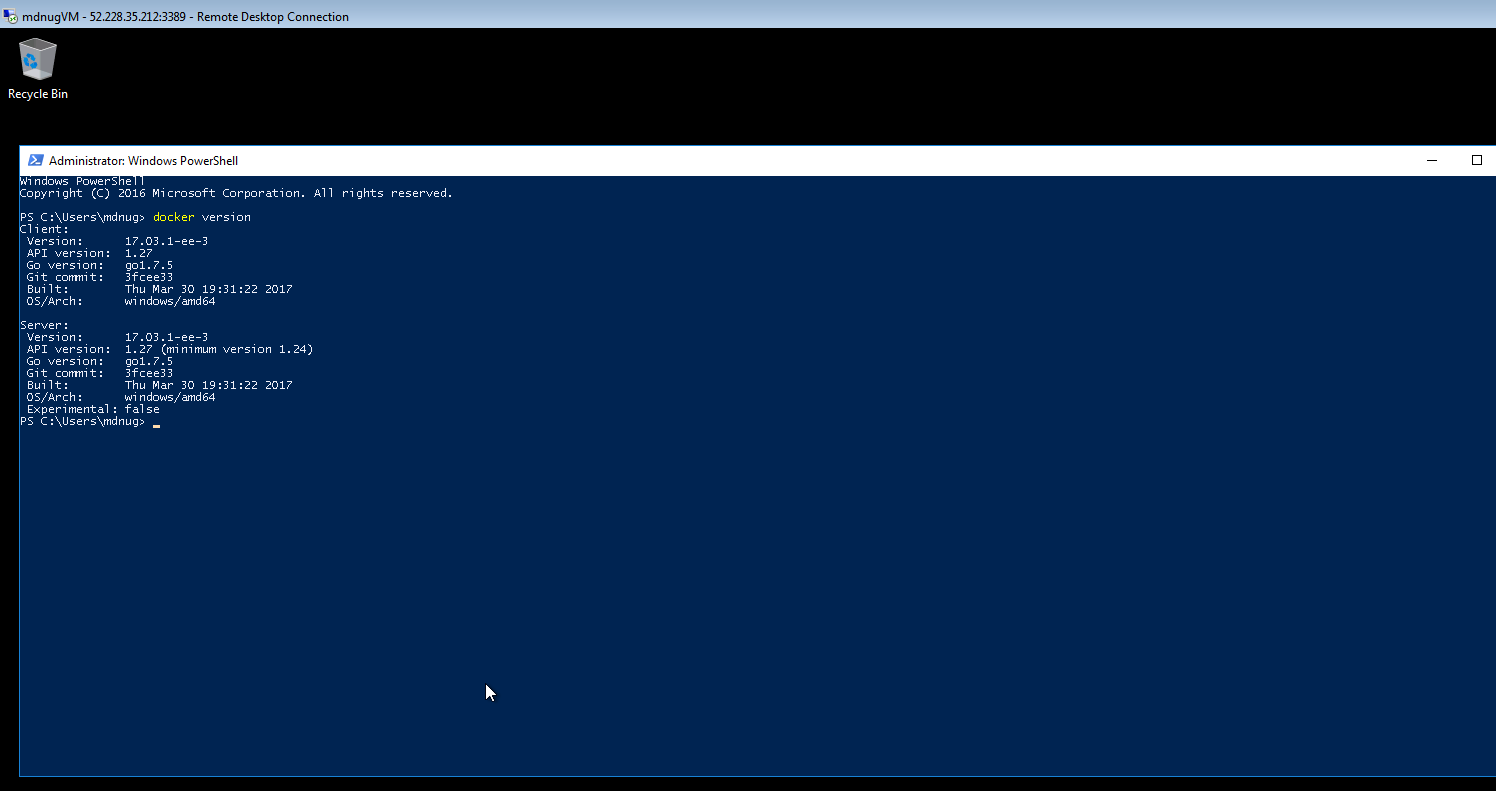 mdnugVM - 52.228.35.212:3389 - Remote Desktop Connection
Recycle Bin
Administrator: Windows PowerShell
Windows PowerShell
Copyright (C) 2016 Microsoft Corporation. All rights reserved.
PS C:\Users\mdnug> docker version
Client:
Version: 17.03.1-ee-3
API version: 1.27
Go version: go1.7.5
Git commit: 3fcee33
Built: Thu Mar 30 19:31:22 2017
OS/Arch: windows/amd64
Server:
Version: 17.03.1-ee-3
API version: 1.27 (minimum version 1.24)
Go version: go1.7.5
Git commit: 3fcee33
Built: Thu Mar 30 19:31:22 2017
OS/Arch: windows/amd64
Experimental: false
PS C:\Users\mdnug>